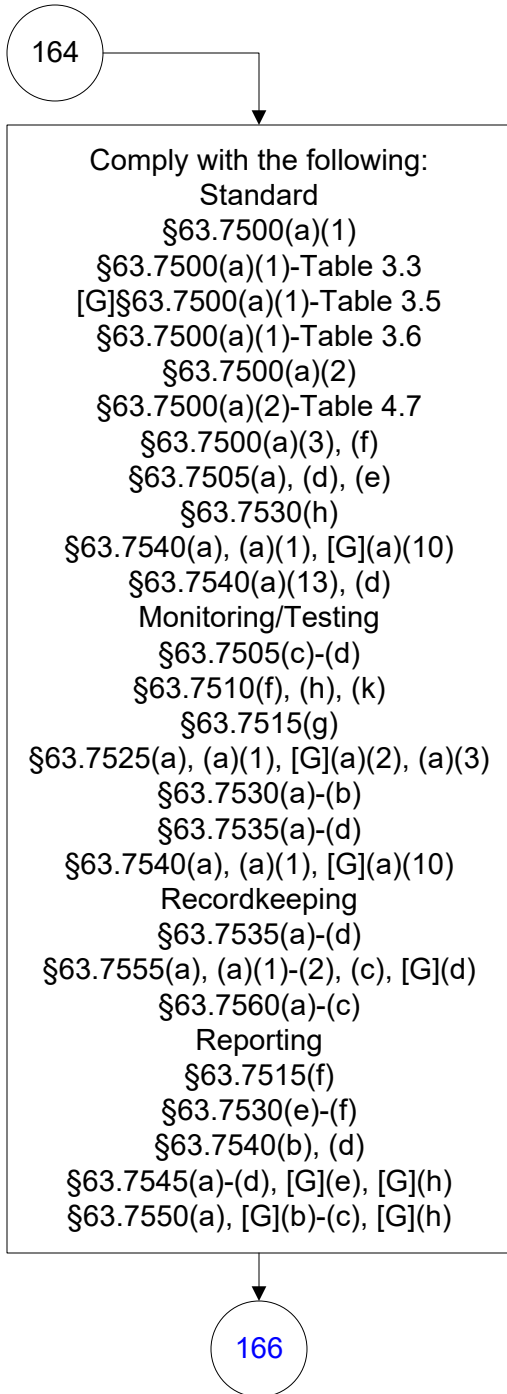 164
Comply with the following:
Standard
§63.7500(a)(1)
§63.7500(a)(1)-Table 3.3
[G]§63.7500(a)(1)-Table 3.5
§63.7500(a)(1)-Table 3.6
§63.7500(a)(2)
§63.7500(a)(2)-Table 4.7
§63.7500(a)(3), (f)
§63.7505(a), (d), (e)
§63.7530(h)
§63.7540(a), (a)(1), [G](a)(10)
§63.7540(a)(13), (d)
Monitoring/Testing
§63.7505(c)-(d)
§63.7510(f), (h), (k)
§63.7515(g)
§63.7525(a), (a)(1), [G](a)(2), (a)(3)
§63.7530(a)-(b)
§63.7535(a)-(d)
§63.7540(a), (a)(1), [G](a)(10)
Recordkeeping
§63.7535(a)-(d)
§63.7555(a), (a)(1)-(2), (c), [G](d)
§63.7560(a)-(c)
Reporting
§63.7515(f)
§63.7530(e)-(f)
§63.7540(b), (d)
§63.7545(a)-(d), [G](e), [G](h)
§63.7550(a), [G](b)-(c), [G](h)
166